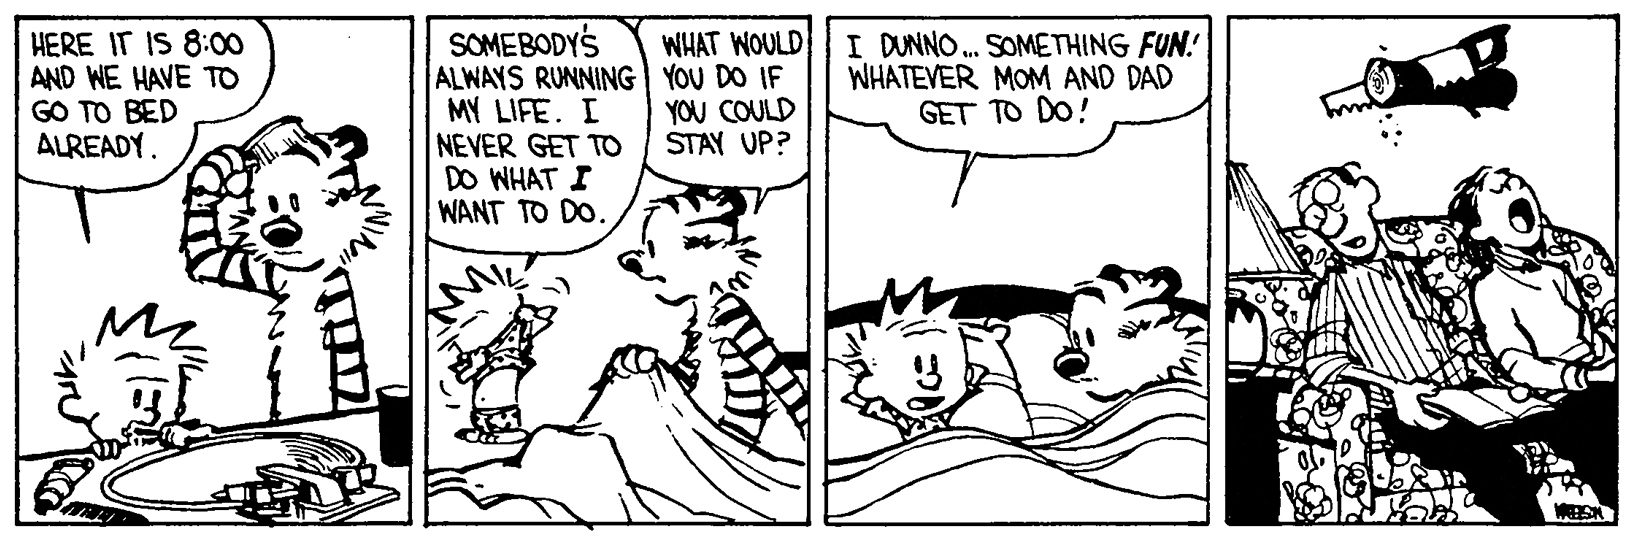 HERE IT IS 8:00
AND WE HAVE TO
GO TO BED
ALREADY.
SOMEBODY'S
ALWAYS RUNNING
MY LIFE. I
NEVER GET TO
DO WHAT I
WANT TO DO.
WHAT WOULD
YOU DO IF
YOU COULD
STAY UP?
I DUNNO... SOMETHING FUN!
WHATEVER MOM AND DAD
GET TO DO!
WATTERSON